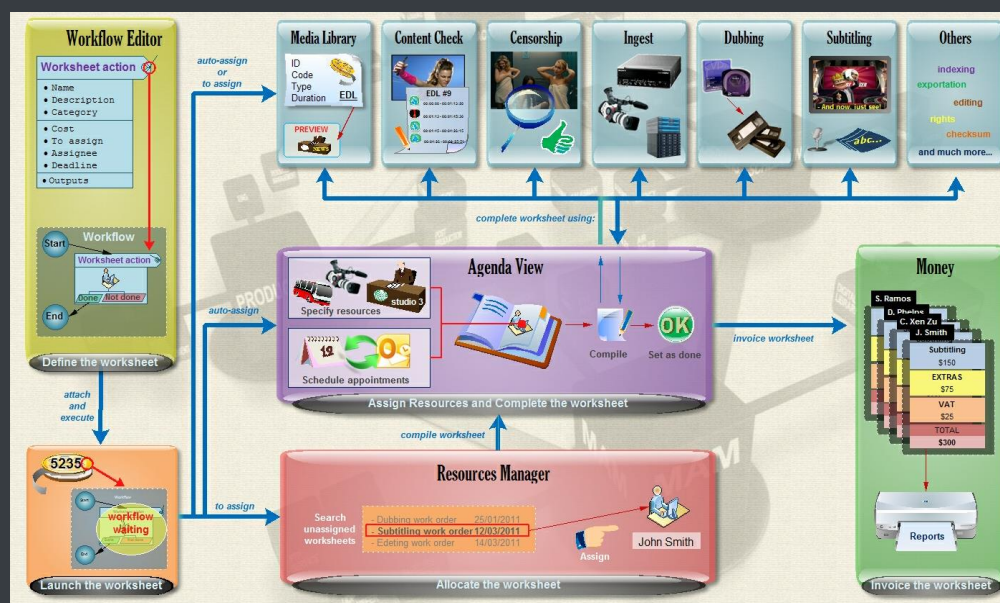 Workflow Editor
Worksheet action
• Name
• Description
• Category
• Cost
• To assign
• Assignee
• Deadline
• Outputs
Workflow
Start
Worksheet action
Done
Not done
End
Define the worksheet
attach
and
execute
5235
Start
workflow
waiting
End
Launch the worksheet
auto-assign
or
to assign
auto-assign
to assign
Media Library
ID
Code
Type
Duration
EDL
PREVIEW
NEWS
Content Check
EDL #9
Censorship
Ingest
Dubbing
Subtitling
- And now, just see!
abc...
Others
indexing
exportation
editing
rights
checksum
and much more...
complete worksheet using:
Agenda View
studio 3
Specify resources
12
Schedule appointments
Compile
OK
Set as done
Assign Resources and Complete the worksheet
compile worksheet
invoice worksheet
Resources Manager
Search
unassigned
worksheets
- Dubbing work order 25/01/2011
- Subtitling work order 12/03/2011
- Edeting work order 14/03/2011
Assign
John Smith
Allocate the worksheet
Money
S. Ramos
D. Phelps
C. Xen Zu
J. Smith
Subtitling
$150
EXTRAS
$75
VAT
$25
TOTAL
$300
Reports
Invoice the worksheet